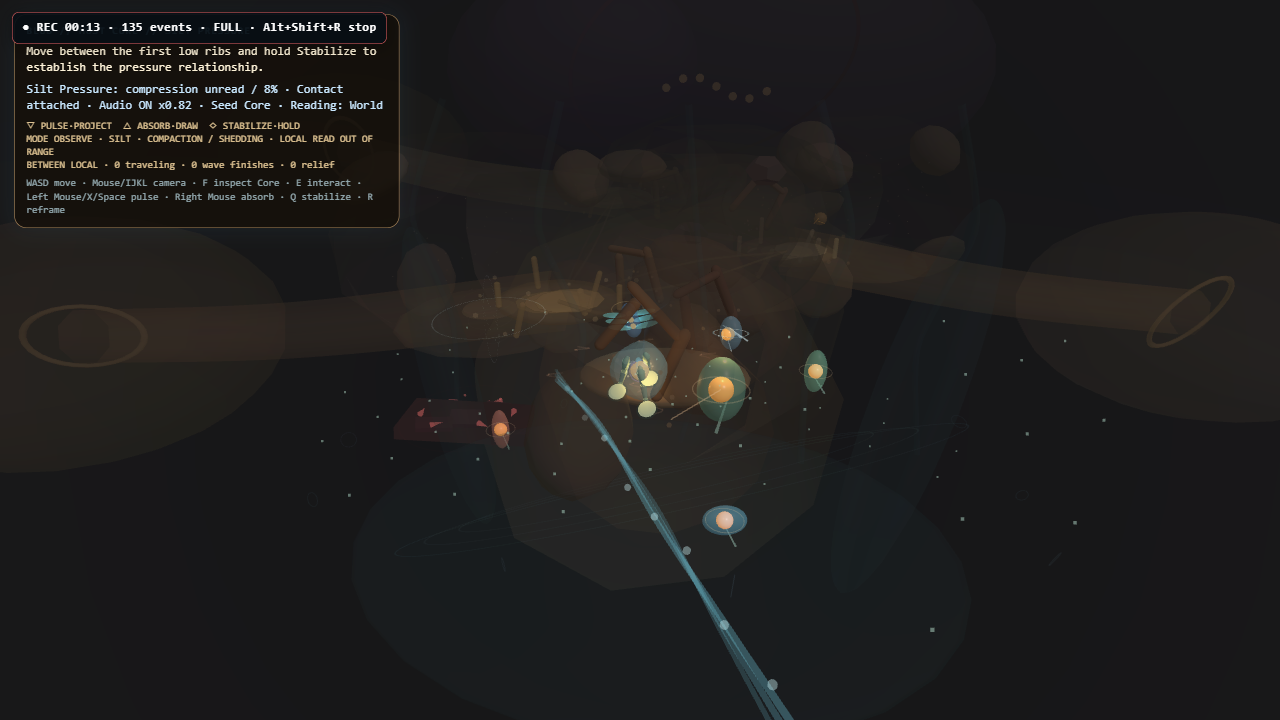 ● REC 00:13 · 135 events · FULL · Alt+Shift+R stop
Move between the first low ribs and hold Stabilize to
establish the pressure relationship.
Silt Pressure: compression unread / 8% · Contact
attached · Audio ON x0.82 · Seed Core · Reading: World
▽ PULSE·PROJECT △ ABSORB·DRAW ◇ STABILIZE·HOLD
MODE OBSERVE · SILT · COMPACTION / SHEDDING · LOCAL READ OUT OF
RANGE
BETWEEN LOCAL · 0 traveling · 0 wave finishes · 0 relief
WASD move · Mouse/IJKL camera · F inspect Core · E interact ·
Left Mouse/X/Space pulse · Right Mouse absorb · Q stabilize · R
reframe